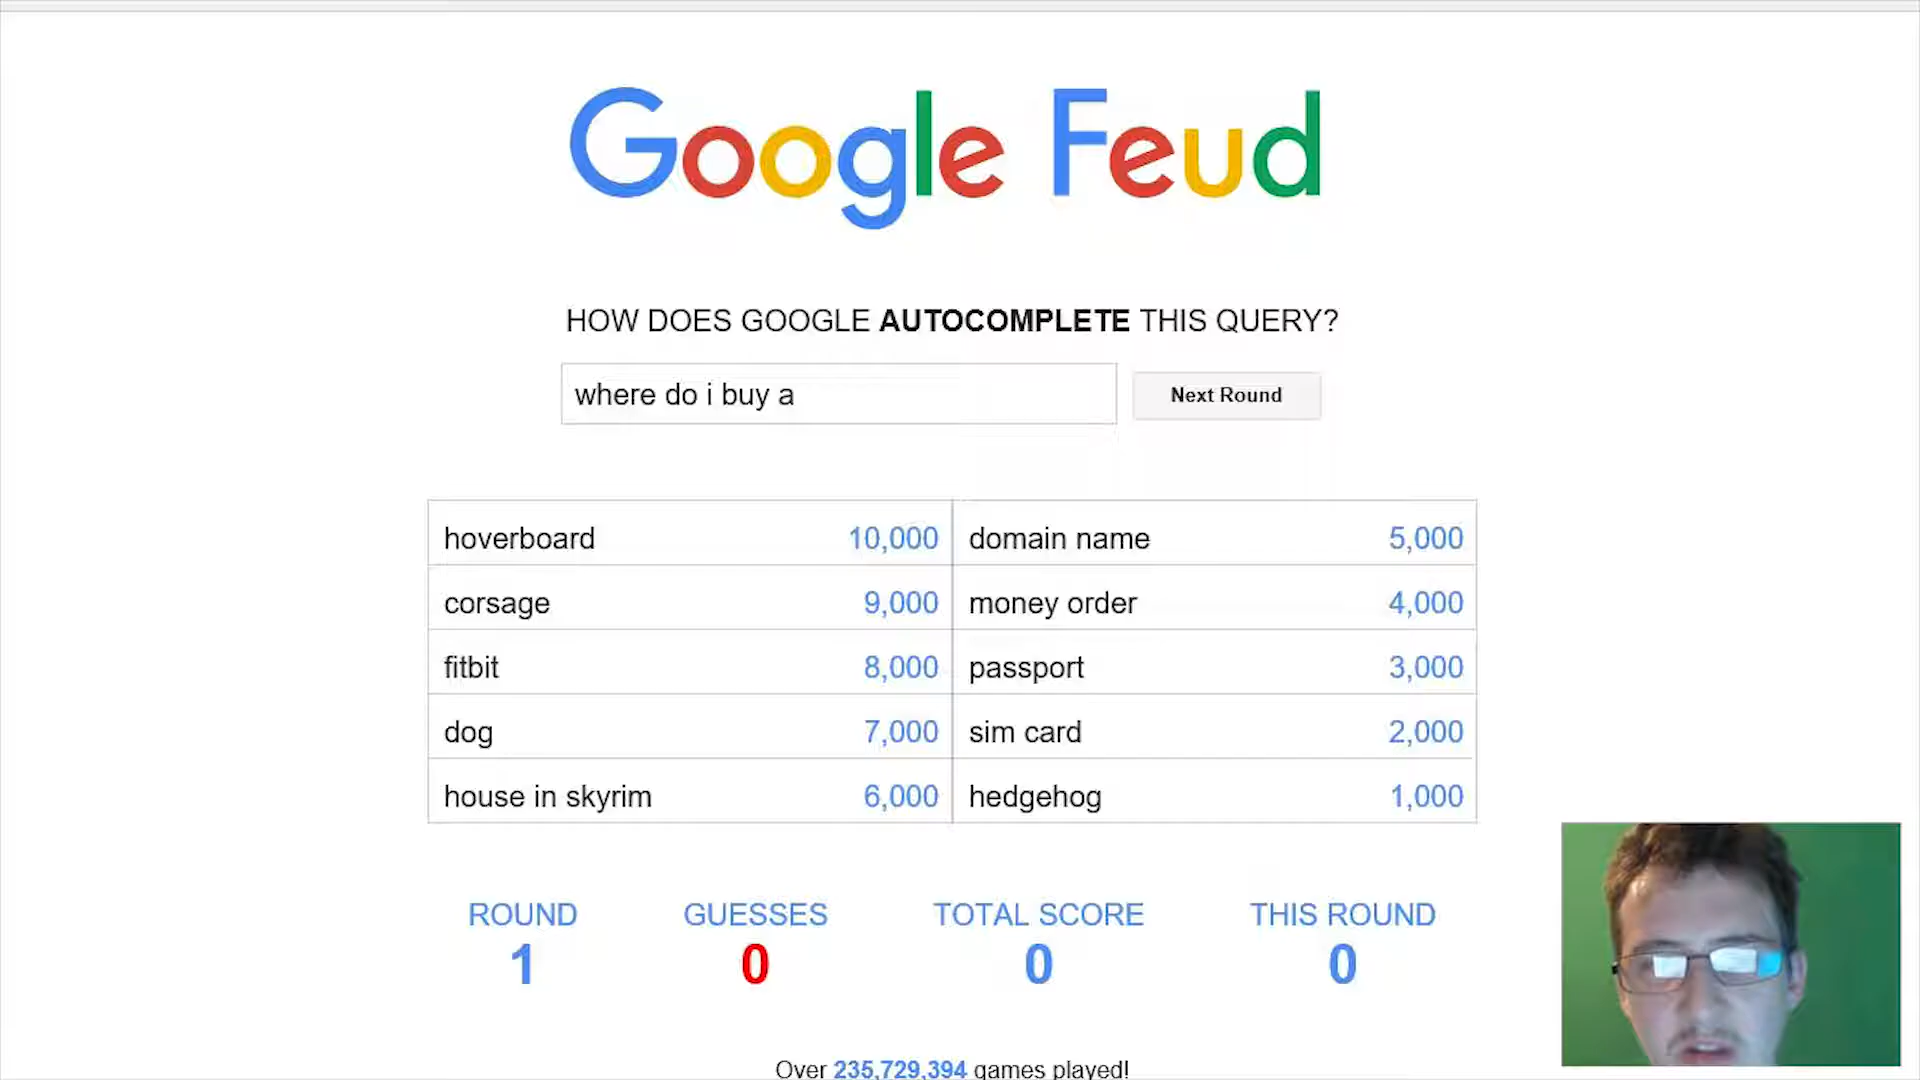 Google Feud
HOW DOES GOOGLE AUTOCOMPLETE THIS QUERY?
where do i buy a
Next Round
hoverboard 10,000 domain name 5,000
corsage 9,000 money order 4,000
fitbit 8,000 passport 3,000
dog 7,000 sim card 2,000
house in skyrim 6,000 hedgehog 1,000
ROUND GUESSES TOTAL SCORE THIS ROUND
1 0 0 0
Over 235,729,394 games played!